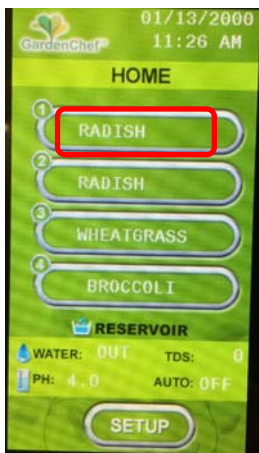 01/13/2000
GardenChef 11:26 AM
HOME
1 RADISH
2 RADISH
3 WHEATGRASS
4 BROCCOLI
RESERVOIR
WATER: OUT TDS: 0
PH: 4.0 AUTO: OFF
SETUP